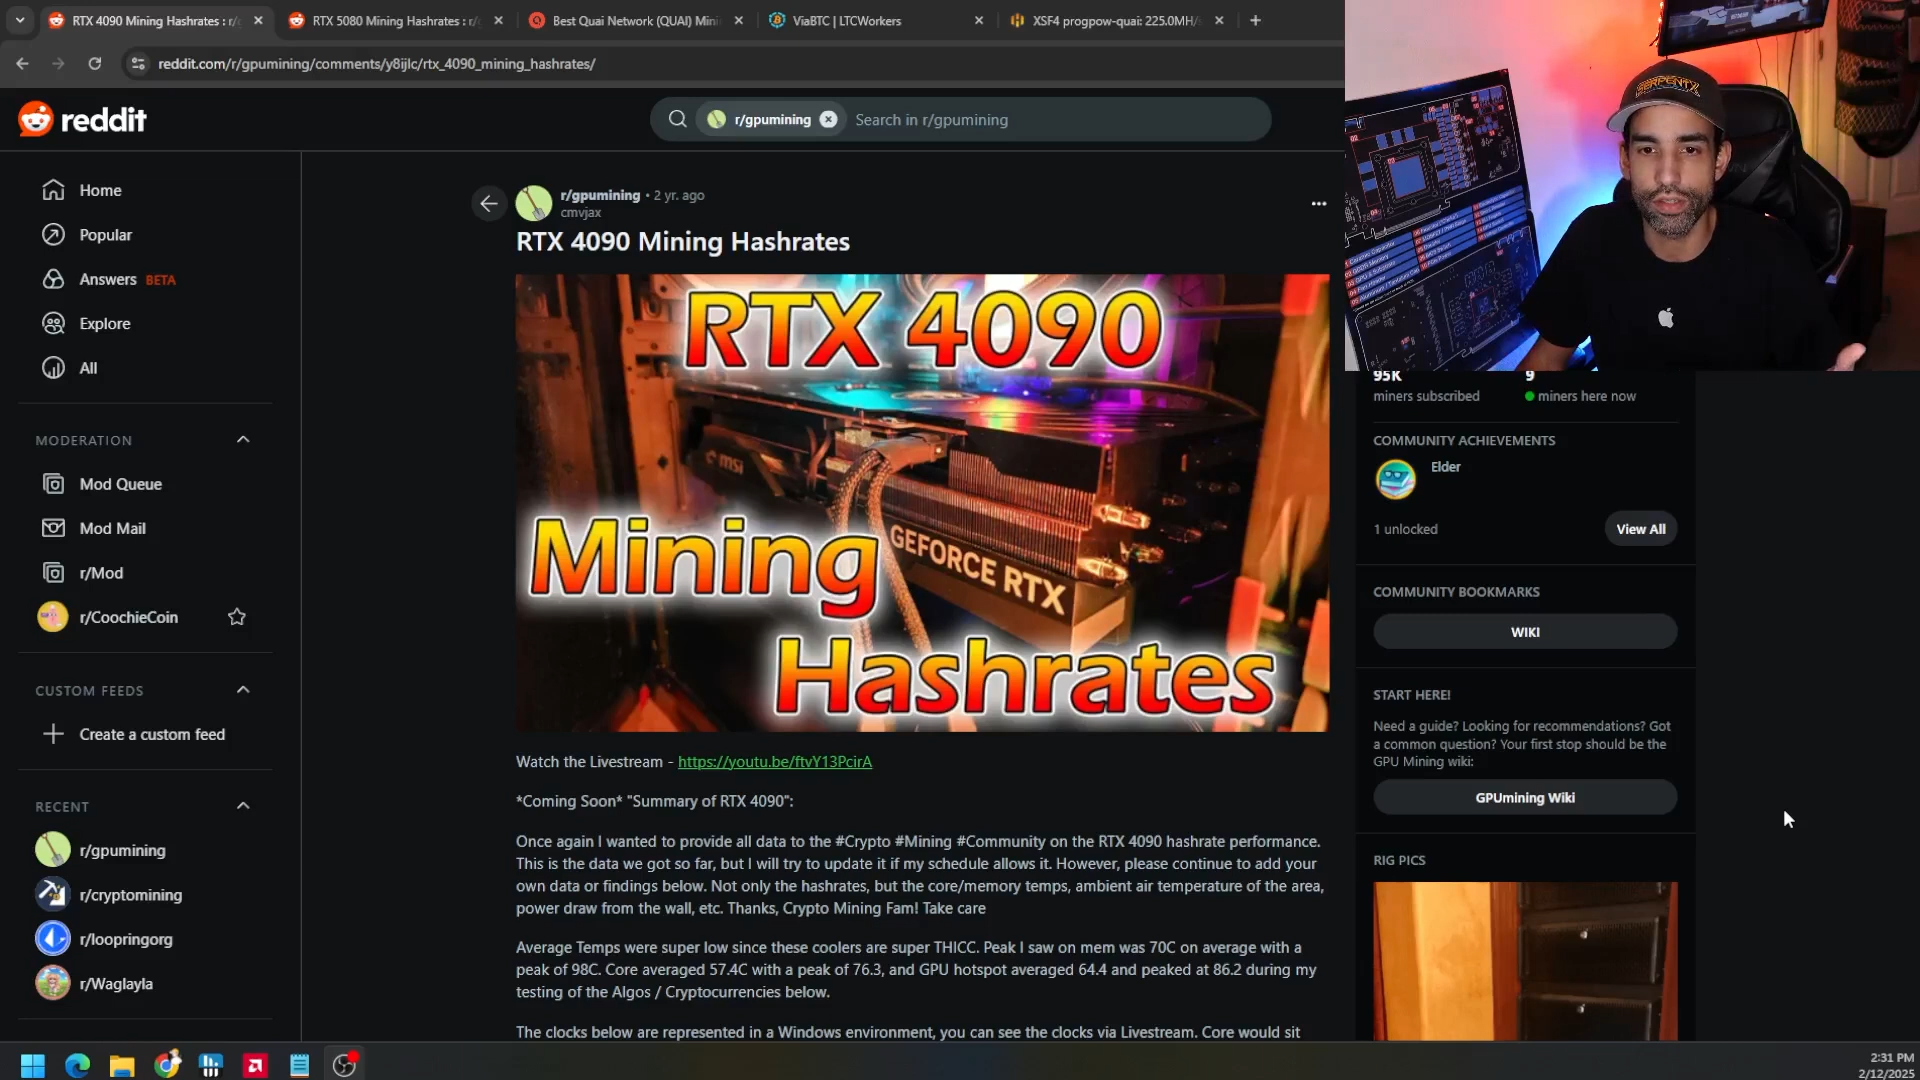 RTX 4090 Mining Hashrates : r/
RTX 5080 Mining Hashrates : r/
Best Quai Network (QUAI) Mini
ViaBTC | LTCWorkers
XSF4 progpow-quai: 225.0MH/
reddit.com/r/gpumining/comments/y8ijlc/rtx_4090_mining_hashrates/
reddit
r/gpumining
Search in r/gpumining
Home
Popular
Answers BETA
Explore
All
MODERATION
Mod Queue
Mod Mail
r/Mod
r/CoochieCoin
CUSTOM FEEDS
Create a custom feed
RECENT
r/gpumining
r/cryptomining
r/loopringorg
r/Waglayla
r/gpumining • 2 yr. ago
cmvjax
RTX 4090 Mining Hashrates
RTX 4090
msi
GEFORCE RTX
Mining
Hashrates
Watch the Livestream - https://youtu.be/ftvY13PcirA
*Coming Soon* "Summary of RTX 4090":
Once again I wanted to provide all data to the #Crypto #Mining #Community on the RTX 4090 hashrate performance.
This is the data we got so far, but I will try to update it if my schedule allows it. However, please continue to add your
own data or findings below. Not only the hashrates, but the core/memory temps, ambient air temperature of the area,
power draw from the wall, etc. Thanks, Crypto Mining Fam! Take care
Average Temps were super low since these coolers are super THICC. Peak I saw on mem was 70C on average with a
peak of 98C. Core averaged 57.4C with a peak of 76.3, and GPU hotspot averaged 64.4 and peaked at 86.2 during my
testing of the Algos / Cryptocurrencies below.
The clocks below are represented in a Windows environment, you can see the clocks via Livestream. Core would sit
SERPENTX
95K
miners subscribed
9
miners here now
COMMUNITY ACHIEVEMENTS
Elder
1 unlocked
View All
COMMUNITY BOOKMARKS
WIKI
START HERE!
Need a guide? Looking for recommendations? Got
a common question? Your first stop should be the
GPU Mining wiki:
GPUmining Wiki
RIG PICS
2:31 PM
2/12/2025